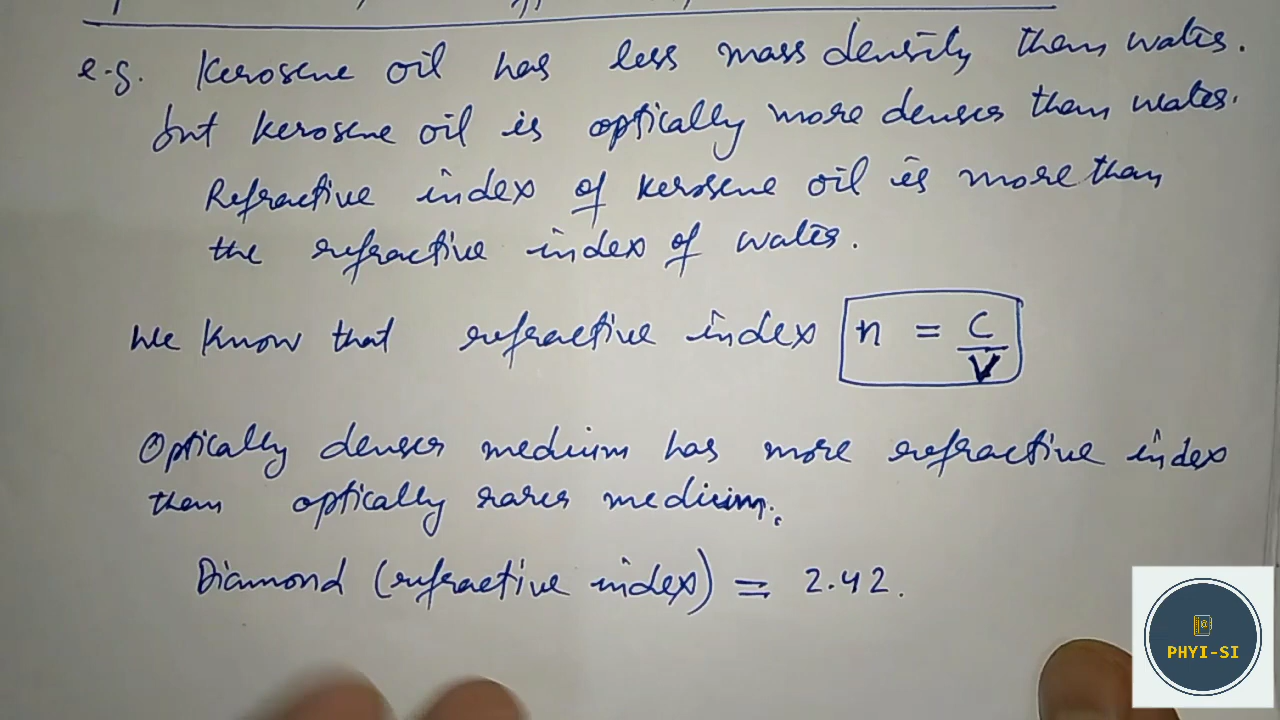 e.g. Kerosene oil has less mass density than water.
but kerosene oil is optically more denser than water.
Refractive index of kerosene oil is more than
the refractive index of water.
We know that refractive index n = C/V
Optically denser medium has more refractive index
than optically rarer medium.
Diamond (refractive index) = 2.42.
PHYI-SI